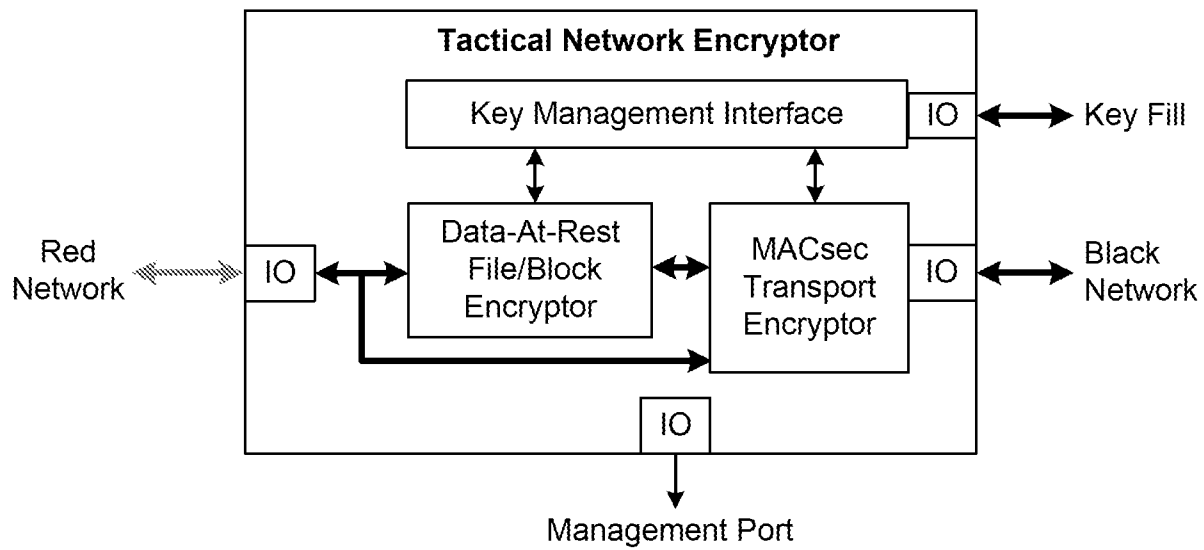 Tactical Network Encryptor
Key Management Interface
IO
Key Fill
Red
Network
IO
Data-At-Rest
File/Block
Encryptor
MACsec
Transport
Encryptor
IO
Black
Network
IO
Management Port